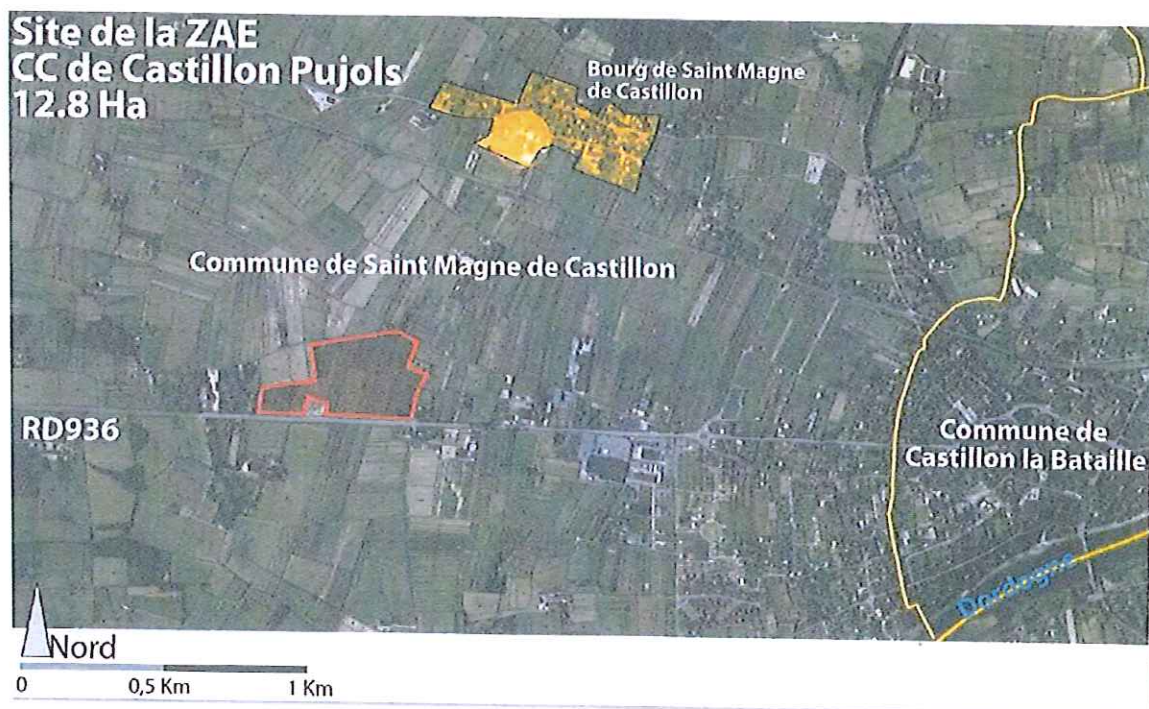 Site de la ZAE
CC de Castillon Pujols
12.8 Ha
Bourg de Saint Magne
de Castillon
Commune de Saint Magne de Castillon
RD936
Commune de
Castillon la Bataille
Dordogne
Nord
0 0,5 Km 1 Km